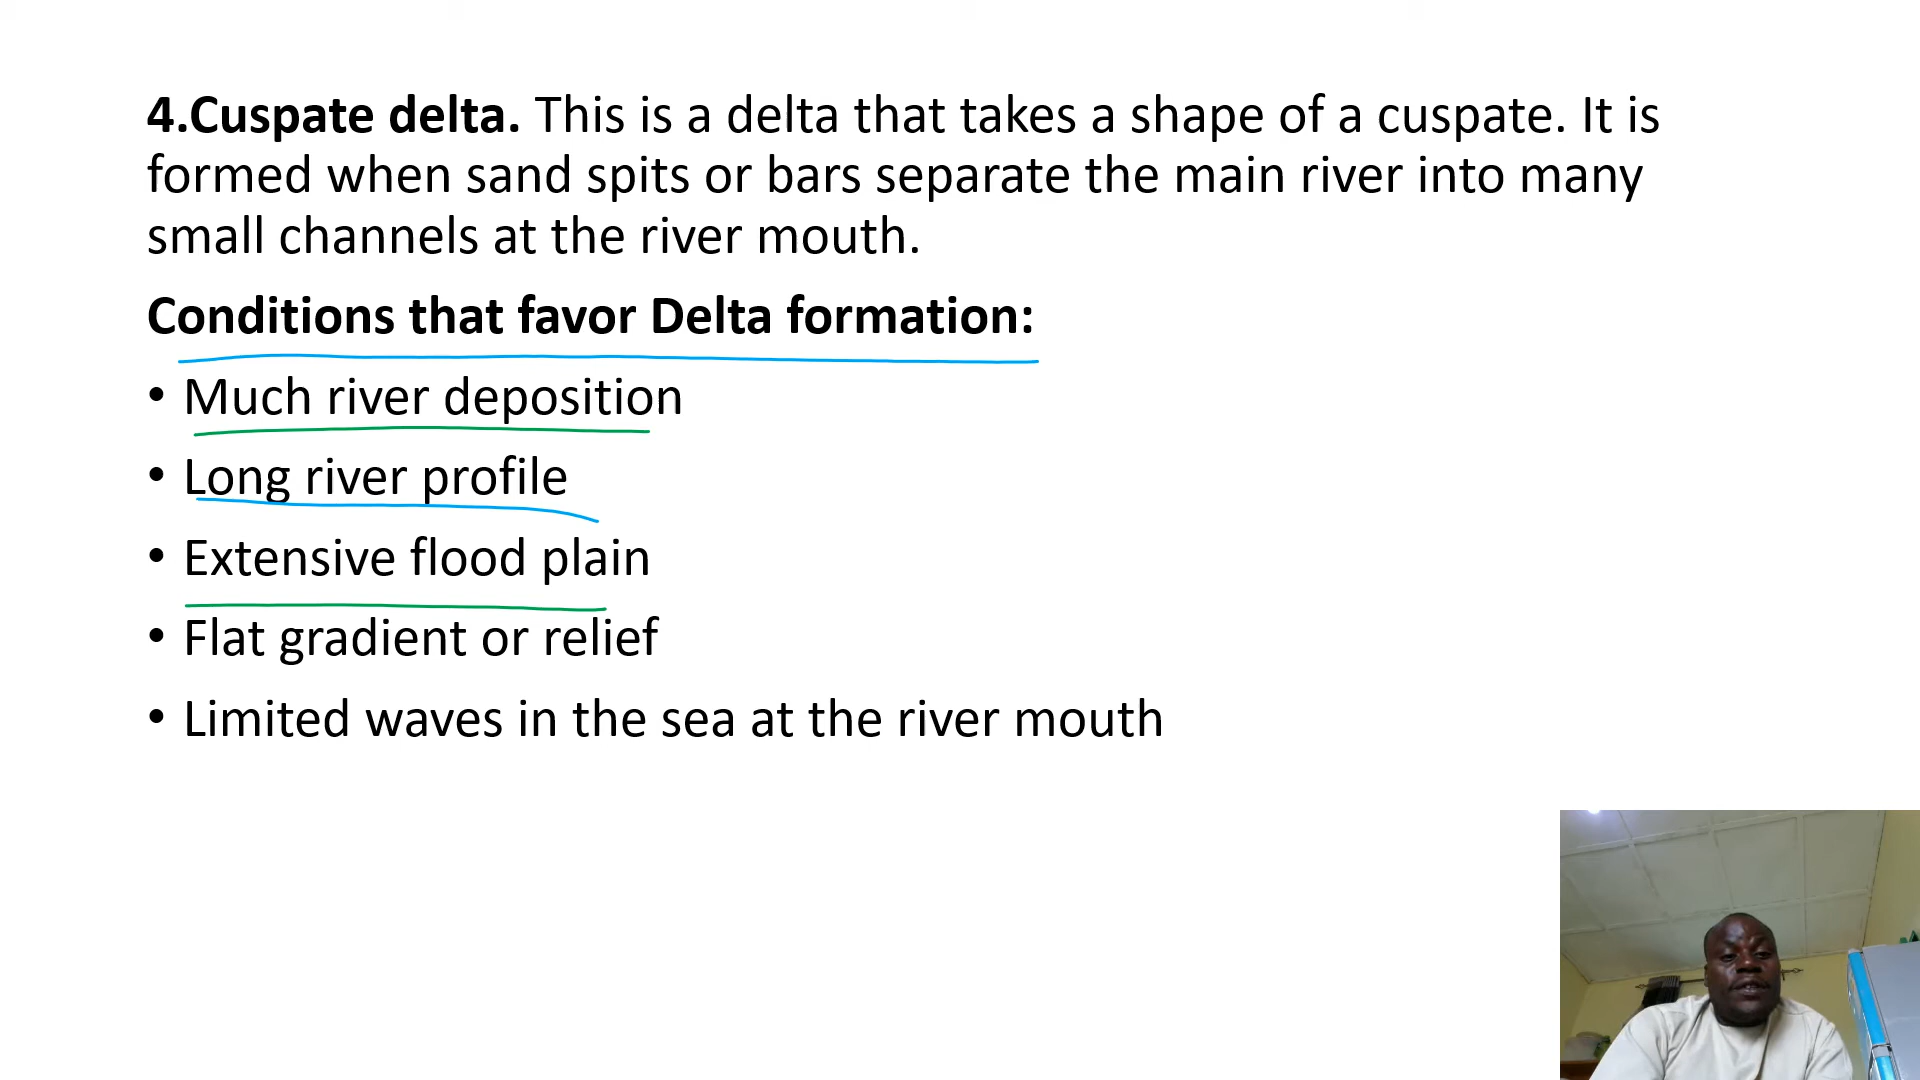 4.Cuspate delta. This is a delta that takes a shape of a cuspate. It is
formed when sand spits or bars separate the main river into many
small channels at the river mouth.
Conditions that favor Delta formation:
• Much river deposition
• Long river profile
• Extensive flood plain
• Flat gradient or relief
• Limited waves in the sea at the river mouth